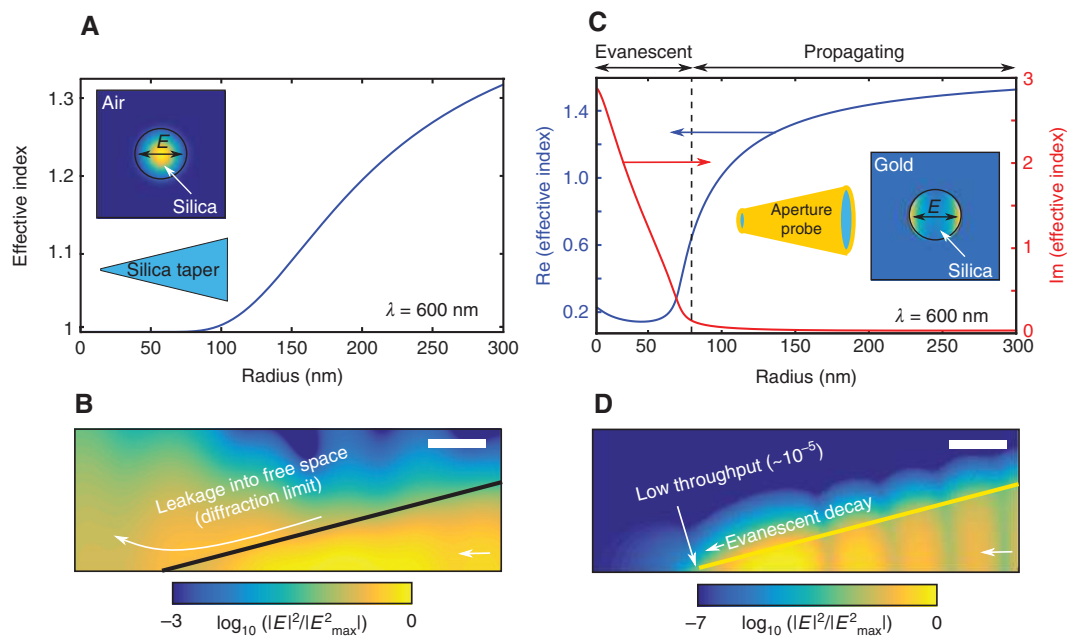 A
Effective index
1.3
1.2
1.1
1
Air
E
Silica
Silica taper
λ = 600 nm
0
50
100
150
200
250
300
Radius (nm)
B
Leakage into free space
(diffraction limit)
−3
log10 (|E|²/|E²max|)
0
C
Evanescent
Propagating
Re (effective index)
1.4
1.0
0.6
0.2
Aperture
probe
Gold
E
Silica
λ = 600 nm
3
2
1
0
Im (effective index)
0
50
100
150
200
250
300
Radius (nm)
D
Low throughput (~10⁻⁵)
Evanescent decay
−7
log10 (|E|²/|E²max|)
0